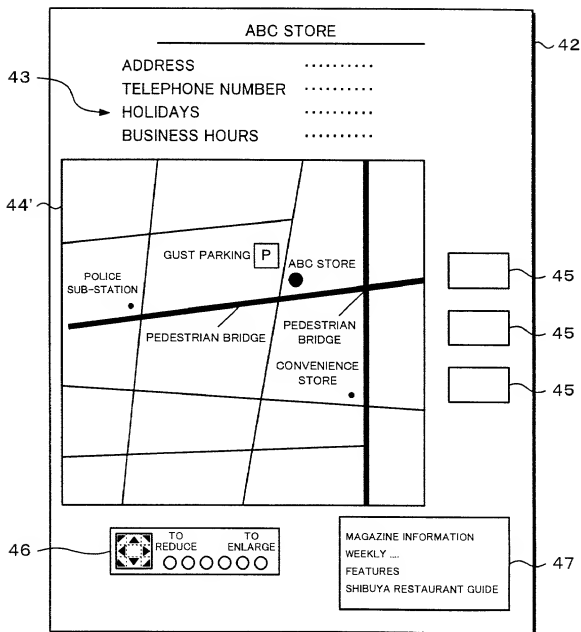 ABC STORE
42
43
ADDRESS .........
TELEPHONE NUMBER .........
HOLIDAYS .........
BUSINESS HOURS .........
44'
GUST PARKING P
ABC STORE
POLICE
SUB-STATION
PEDESTRIAN BRIDGE
PEDESTRIAN
BRIDGE
CONVENIENCE
STORE
45
45
45
46
TO
REDUCE
TO
ENLARGE
MAGAZINE INFORMATION
WEEKLY ....
FEATURES
SHIBUYA RESTAURANT GUIDE
47